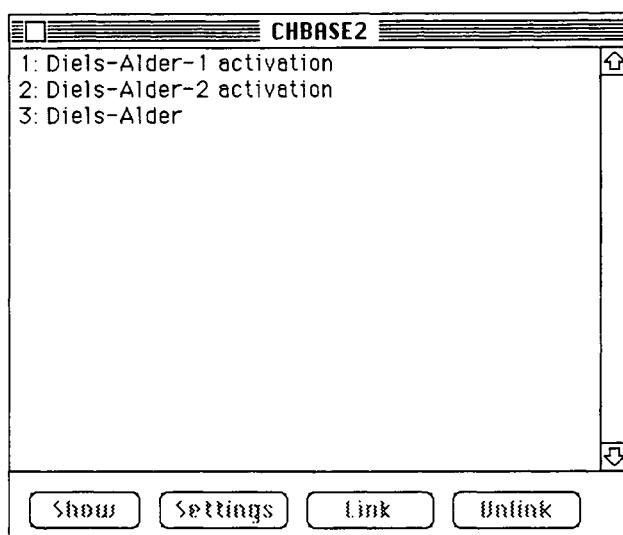 CHBASE2
1: Diels-Alder-1 activation
2: Diels-Alder-2 activation
3: Diels-Alder
Show Settings Link Unlink